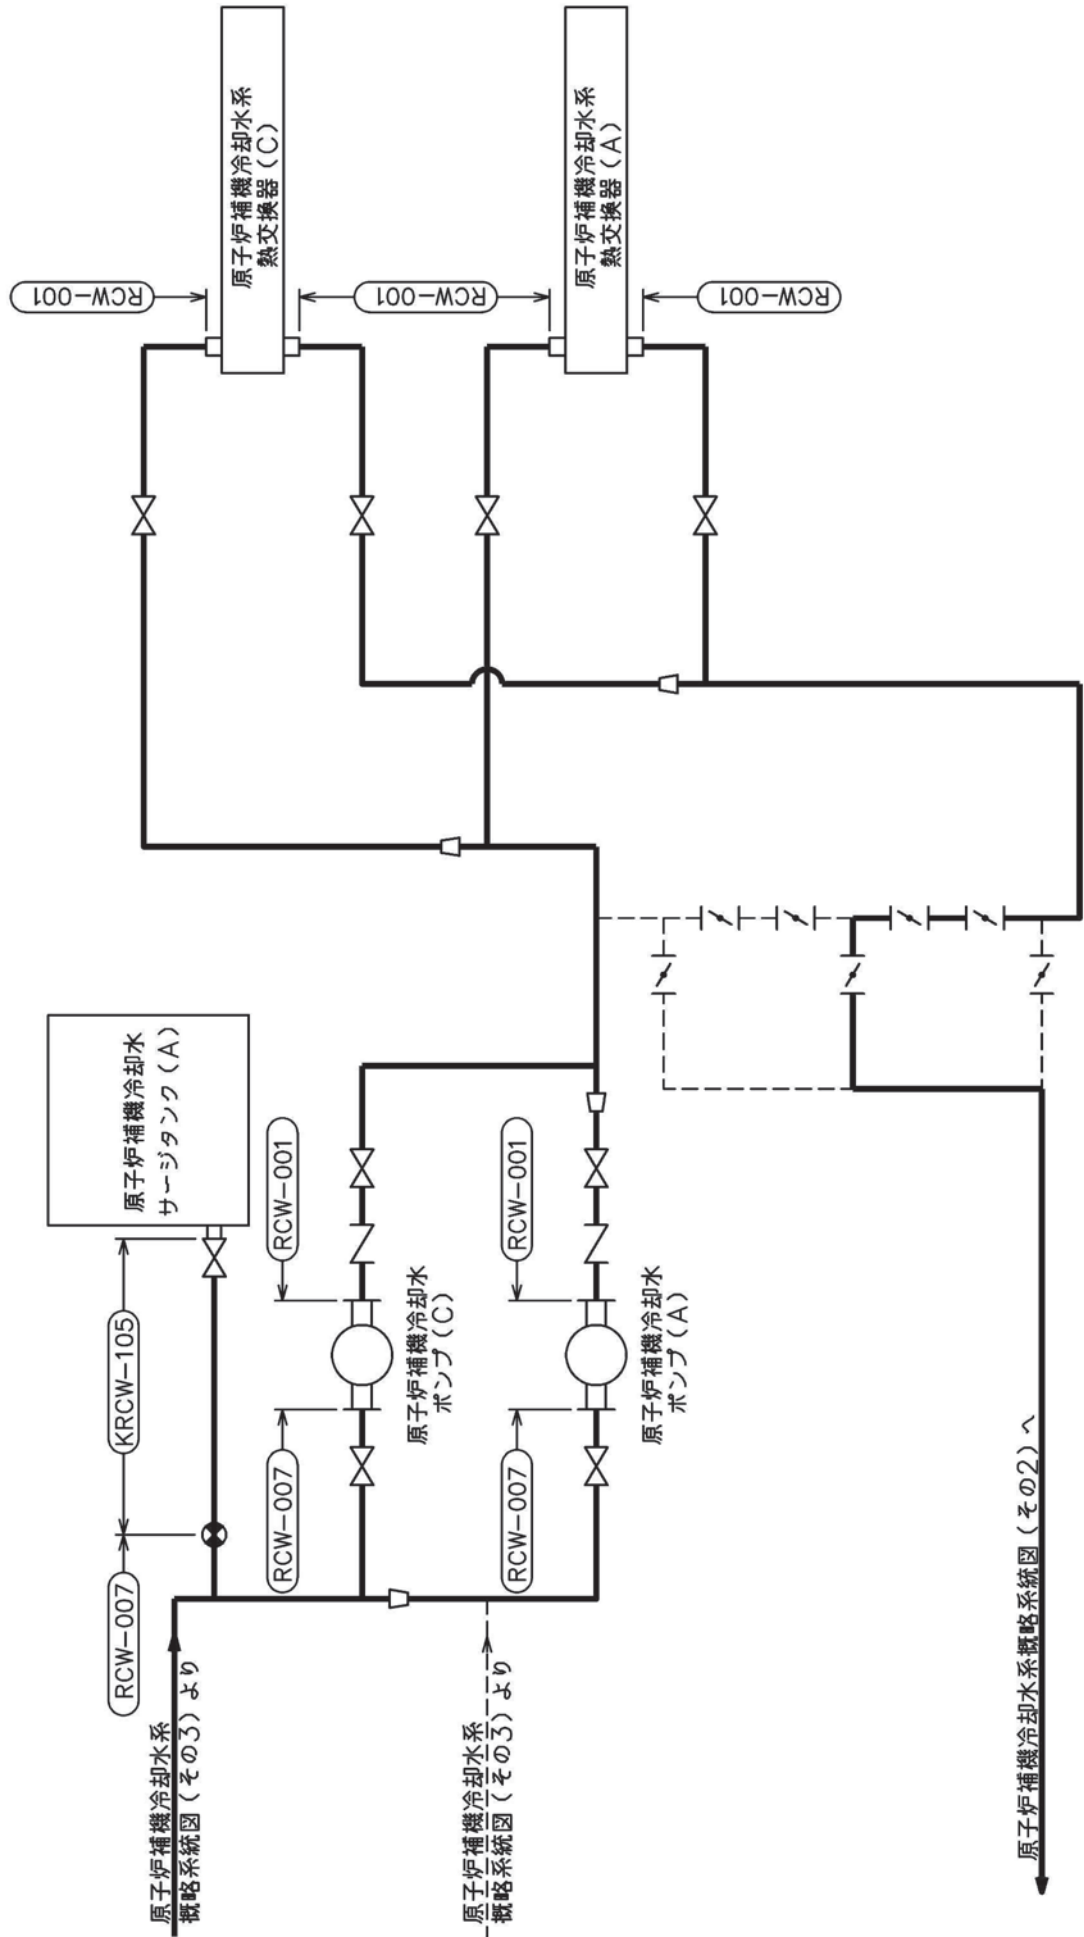 原子炉補機冷却水系
熱交換器(C)
原子炉補機冷却水系
熱交換器(A)
RCW-001
RCW-001
RCW-001
原子炉補機冷却水
サージタンク(A)
KRCW-105
RCW-007
RCW-001
RCW-007
原子炉補機冷却水
ポンプ(C)
RCW-001
RCW-007
原子炉補機冷却水
ポンプ(A)
原子炉補機冷却水系
概略系統図(その3)より
原子炉補機冷却水系
概略系統図(その3)より
原子炉補機冷却水系概略系統図(その2)へ